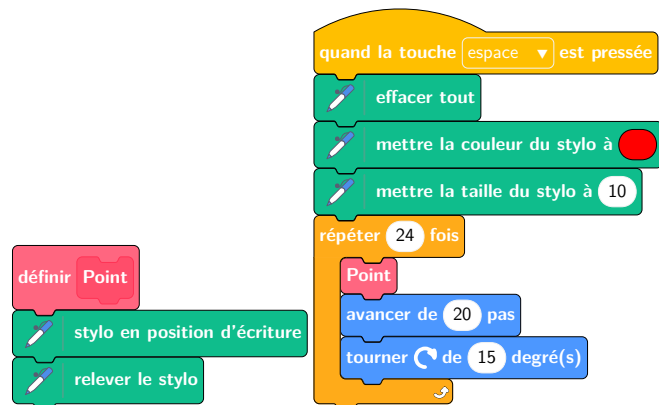 définir Point
stylo en position d'écriture
relever le stylo
quand la touche espace ▼ est pressée
effacer tout
mettre la couleur du stylo à
mettre la taille du stylo à 10
répéter 24 fois
Point
avancer de 20 pas
tourner de 15 degré(s)